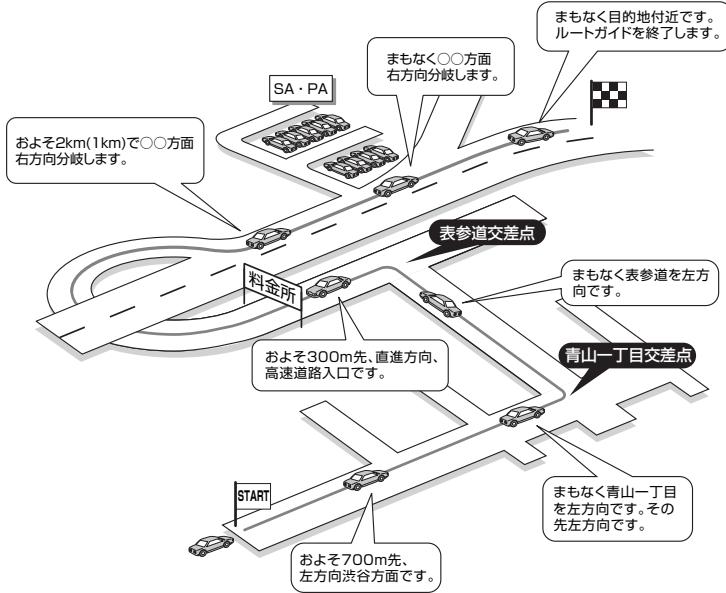 まもなく目的地付近です。
ルートガイドを終了します。
まもなく○○方面
右方向分岐します。
SA・PA
およそ2km(1km)で○○方面
右方向分岐します。
表参道交差点
料金所
まもなく表参道を左方
向です。
およそ300m先、直進方向、
高速道路入口です。
青山一丁目交差点
START
まもなく青山一丁目
を左方向です。その
先左方向です。
およそ700m先、
左方向渋谷方面です。